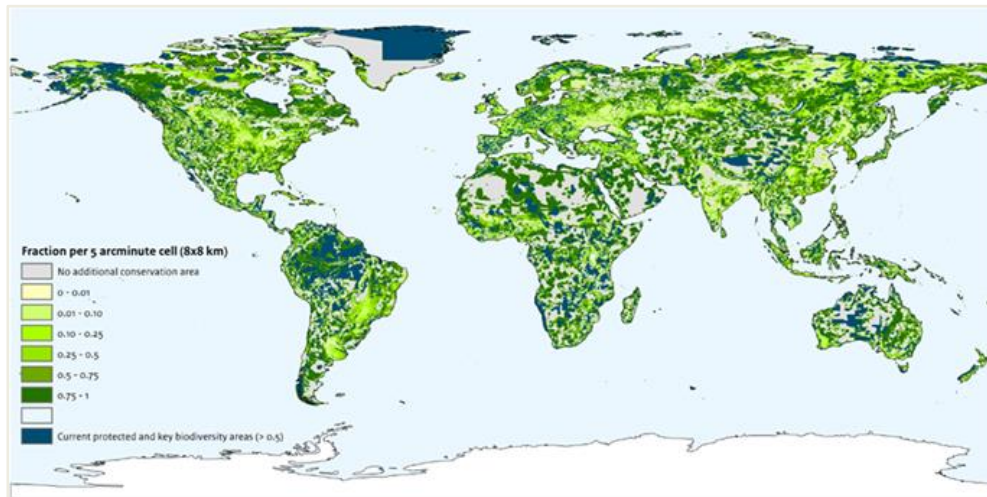 Fraction per 5 arcminute cell (8x8 km)
No additional conservation area
0 - 0.01
0.01 - 0.10
0.10 - 0.25
0.25 - 0.5
0.5 - 0.75
0.75 - 1
Current protected and key biodiversity areas (> 0.5)